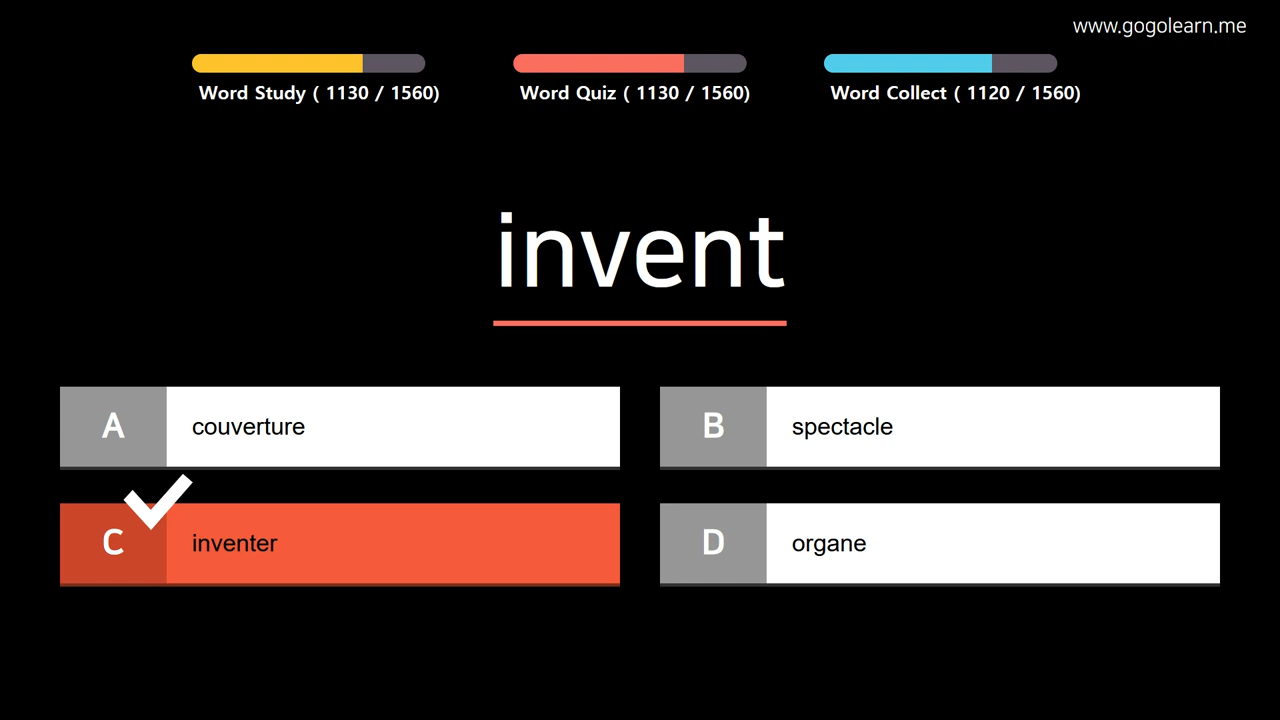 www.gogolearn.me
Word Study ( 1130 / 1560)
Word Quiz ( 1130 / 1560)
Word Collect ( 1120 / 1560)
invent
A couverture
B spectacle
C inventer
D organe